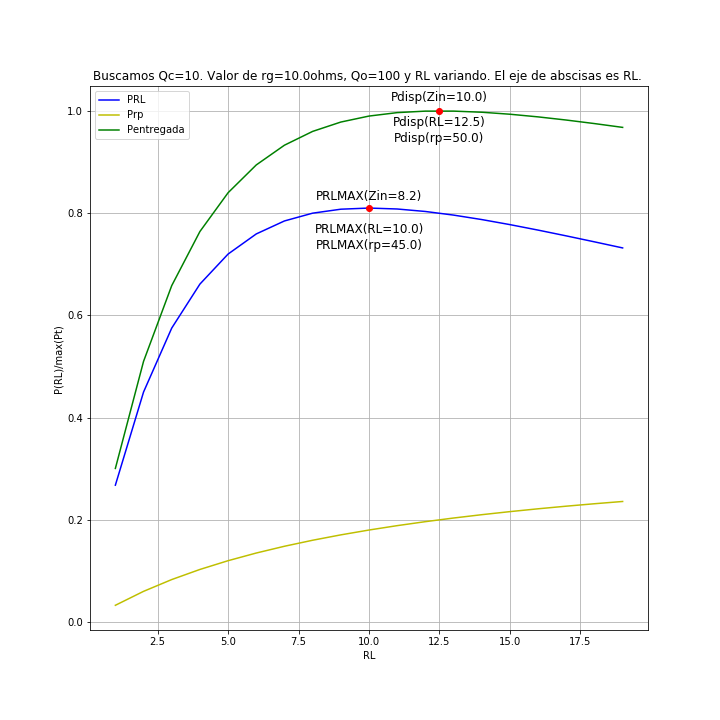 Buscamos Qc=10. Valor de rg=10.0ohms, Qo=100 y RL variando. El eje de abscisas es RL.
PRL
Prp
Pentregada
Pdisp(Zin=10.0)
Pdisp(RL=12.5)
Pdisp(rp=50.0)
PRLMAX(Zin=8.2)
PRLMAX(RL=10.0)
PRLMAX(rp=45.0)
P(RL)/max(Pt)
1.0
0.8
0.6
0.4
0.2
0.0
2.5 5.0 7.5 10.0 12.5 15.0 17.5
RL